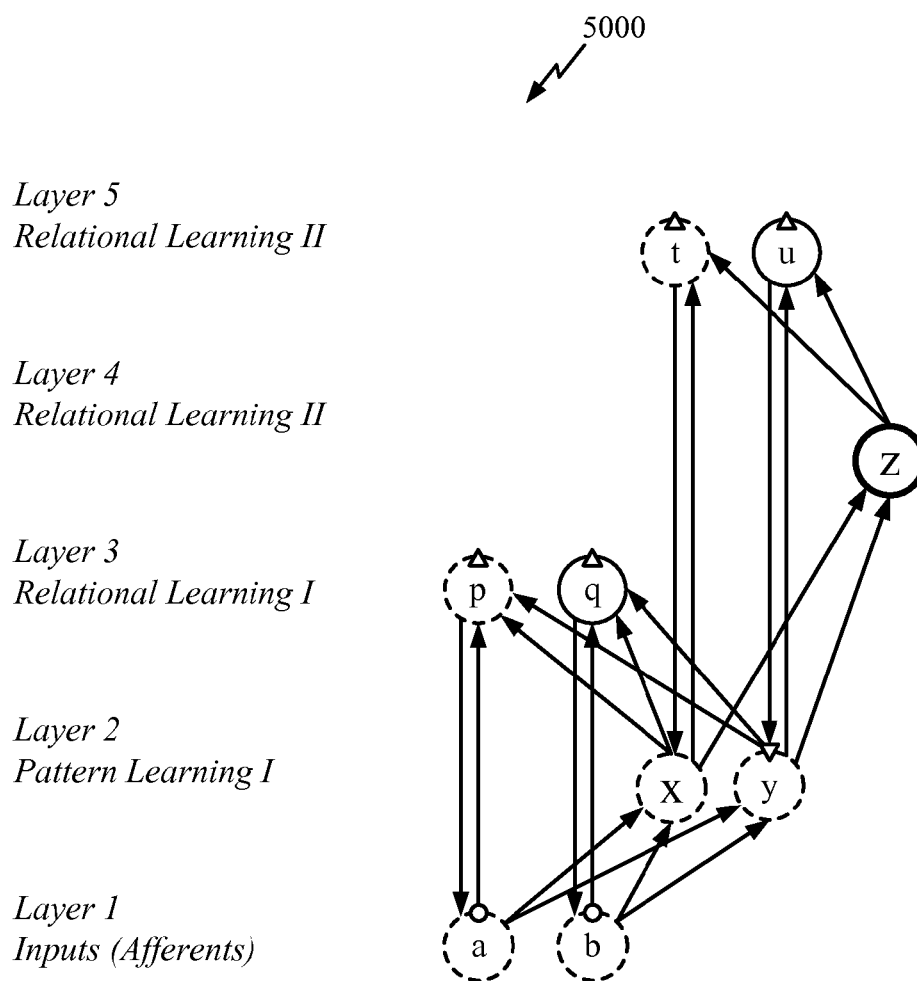 5000
Layer 5
Relational Learning II
t
u
Layer 4
Relational Learning II
z
Layer 3
Relational Learning I
p
q
Layer 2
Pattern Learning I
x
y
Layer 1
Inputs (Afferents)
a
b